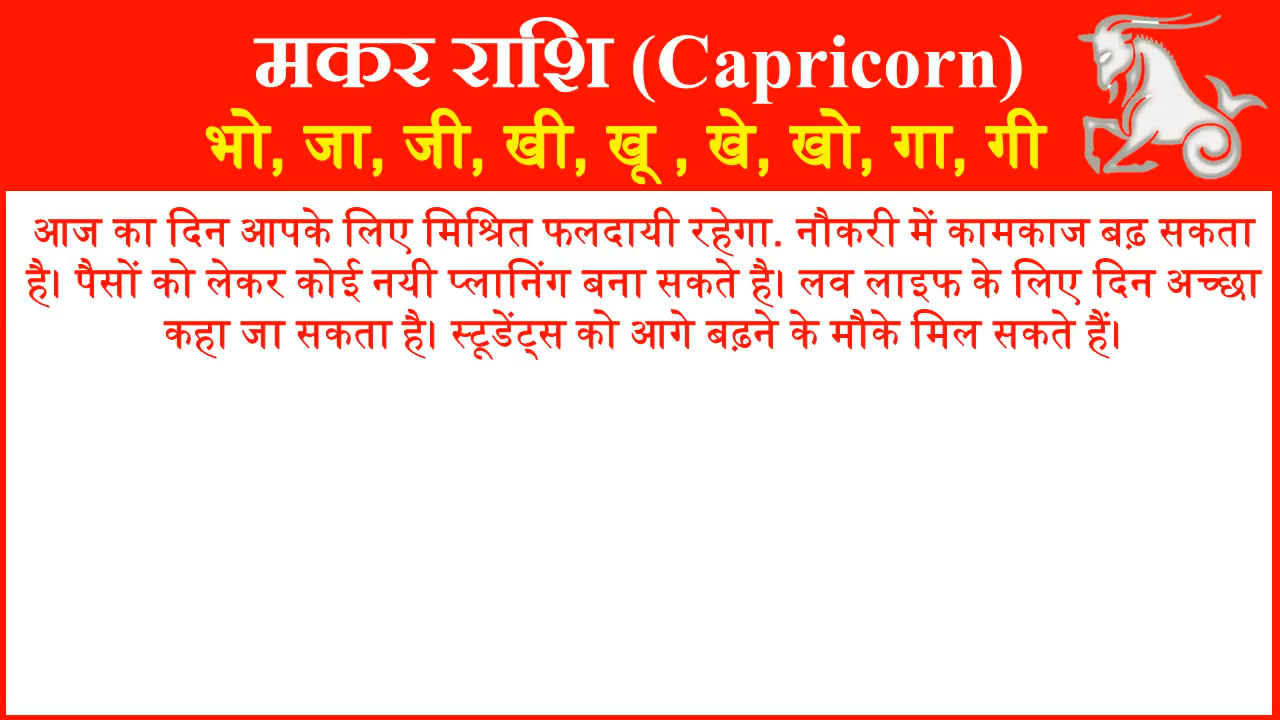 मकर राशि (Capricorn)
भो, जा, जी, खी, खू , खे, खो, गा, गी
आज का दिन आपके लिए मिश्रित फलदायी रहेगा. नौकरी में कामकाज बढ़ सकता
है। पैसों को लेकर कोई नयी प्लानिंग बना सकते है। लव लाइफ के लिए दिन अच्छा
कहा जा सकता है। स्टूडेंट्स को आगे बढ़ने के मौके मिल सकते हैं।